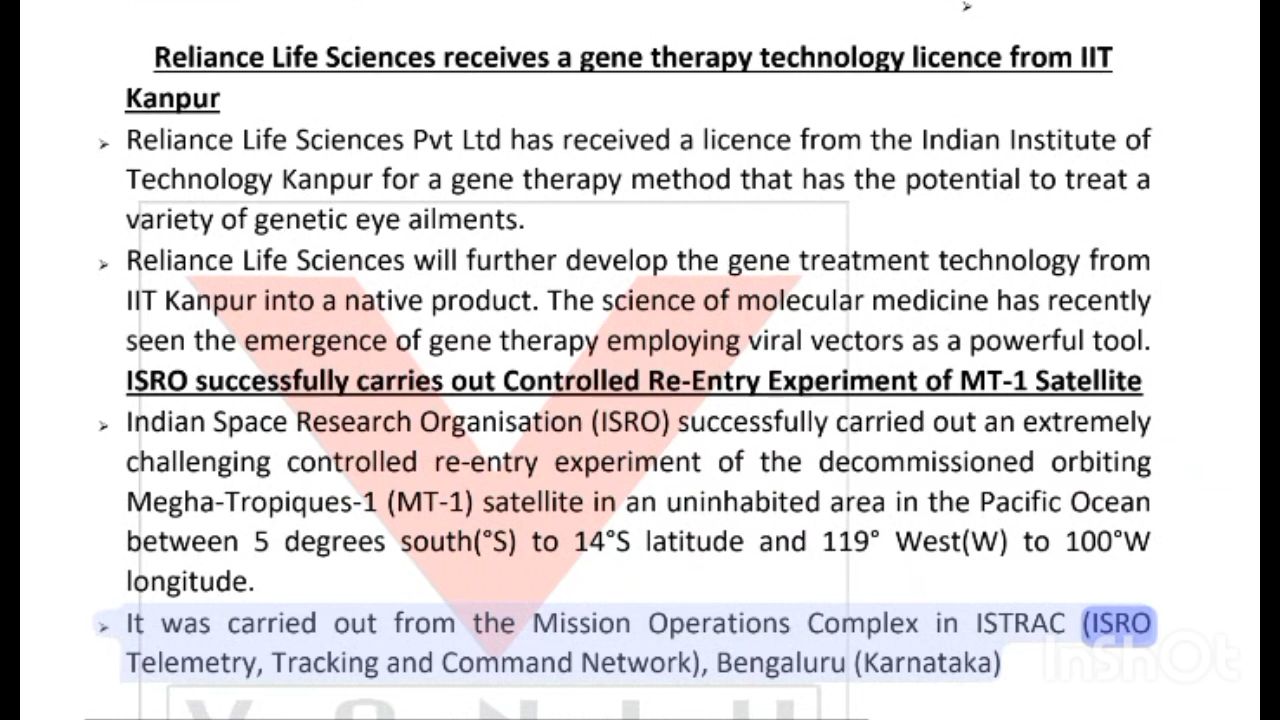 Reliance Life Sciences receives a gene therapy technology licence from IIT
Kanpur
➢ Reliance Life Sciences Pvt Ltd has received a licence from the Indian Institute of
Technology Kanpur for a gene therapy method that has the potential to treat a
variety of genetic eye ailments.
➢ Reliance Life Sciences will further develop the gene treatment technology from
IIT Kanpur into a native product. The science of molecular medicine has recently
seen the emergence of gene therapy employing viral vectors as a powerful tool.
ISRO successfully carries out Controlled Re-Entry Experiment of MT-1 Satellite
➢ Indian Space Research Organisation (ISRO) successfully carried out an extremely
challenging controlled re-entry experiment of the decommissioned orbiting
Megha-Tropiques-1 (MT-1) satellite in an uninhabited area in the Pacific Ocean
between 5 degrees south(°S) to 14°S latitude and 119° West(W) to 100°W
longitude.
➢ It was carried out from the Mission Operations Complex in ISTRAC (ISRO
Telemetry, Tracking and Command Network), Bengaluru (Karnataka)
InShOt